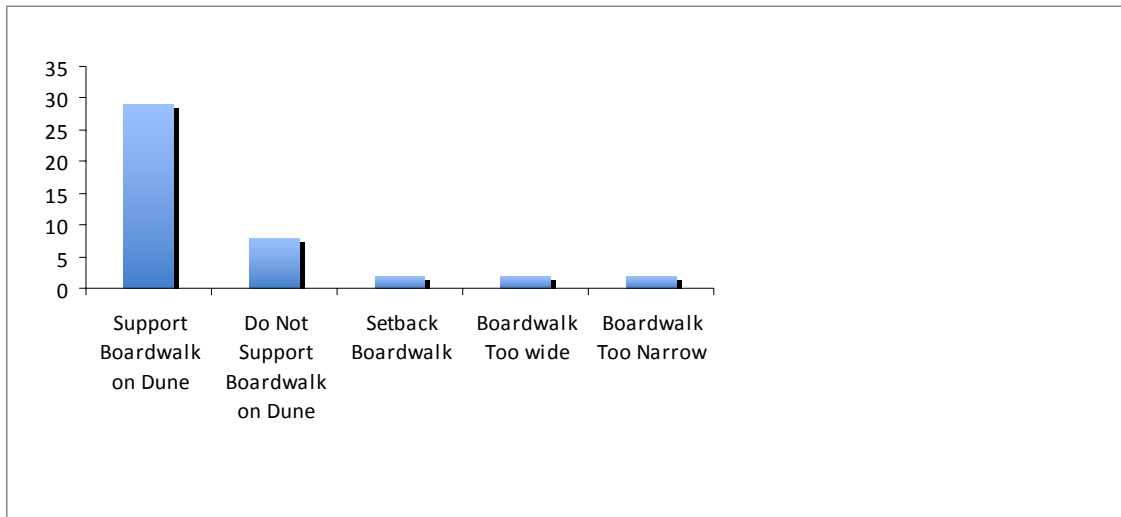 35
30
25
20
15
10
5
0
Support
Boardwalk
on Dune
Do Not
Support
Boardwalk
on Dune
Setback
Boardwalk
Boardwalk
Too wide
Boardwalk
Too Narrow